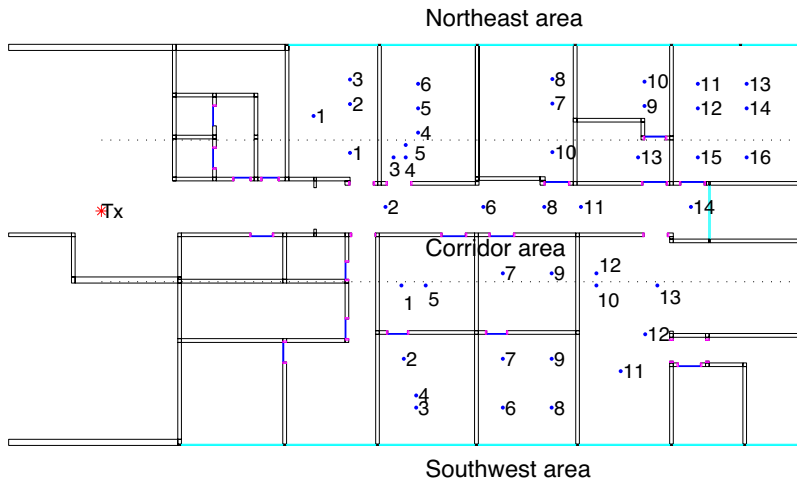 Northeast area
3 6 8 10 11 13
2 5 7 9 12 14
1 4
1 5 10 13 15 16
3 4
Tx 2 6 8 11 14
Corridor area
7 9 12
1 5 10 13
12
2 7 9
11
4
3 6 8
Southwest area